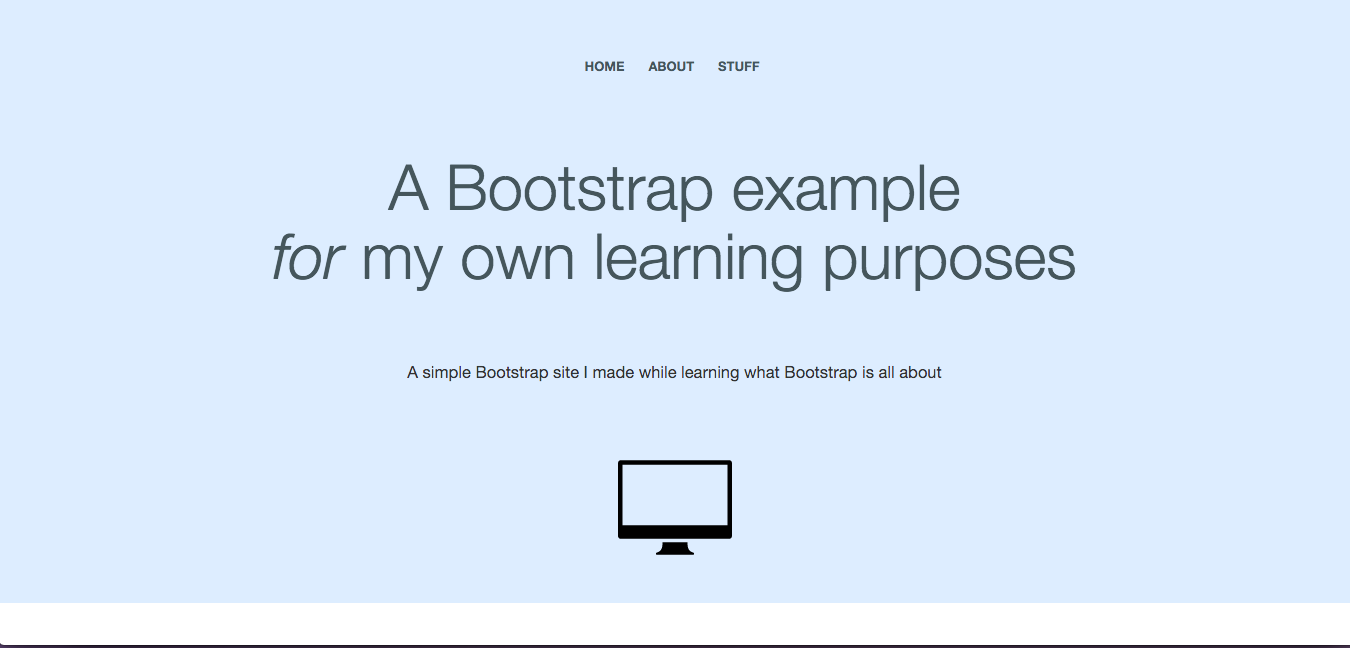 HOME ABOUT STUFF
A Bootstrap example
for my own learning purposes
A simple Bootstrap site I made while learning what Bootstrap is all about